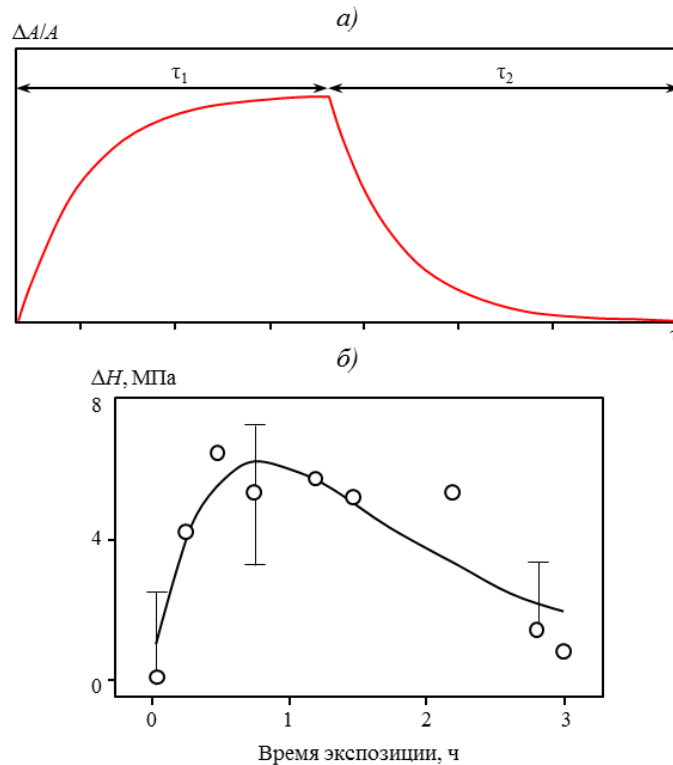 а)
ΔA/A
τ₁ τ₂
б)
ΔH, МПа
8
4
0
0 1 2 3
Время экспозиции, ч